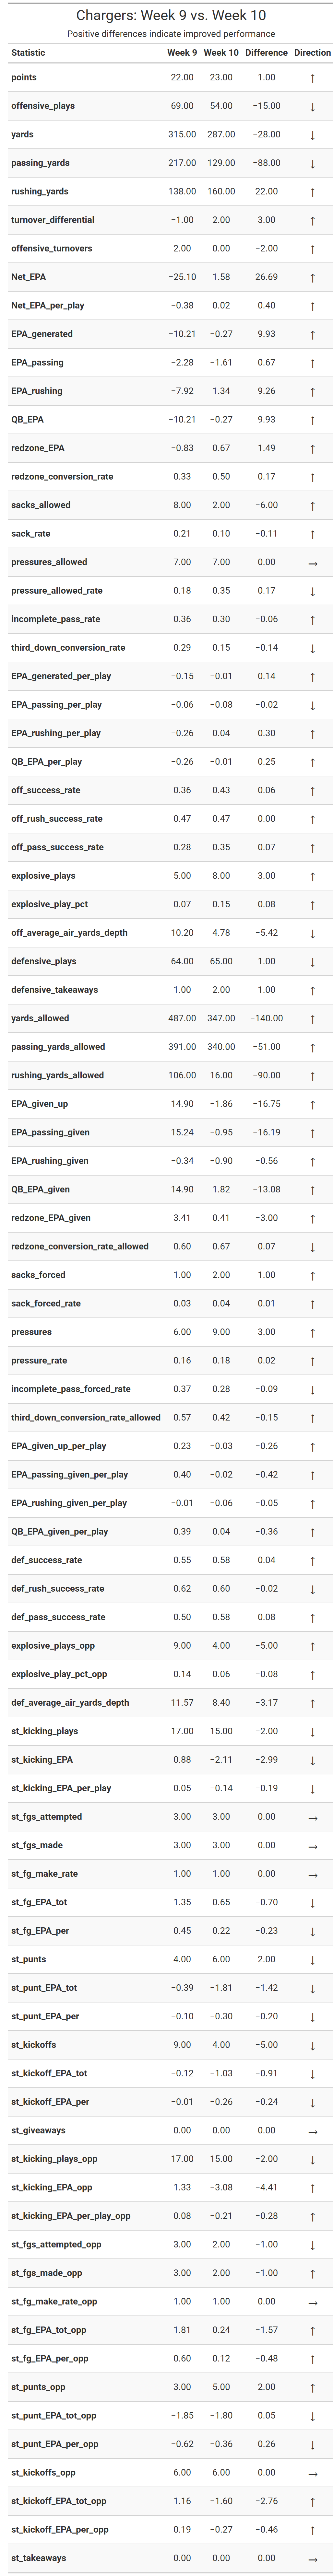 Chargers: Week 9 vs. Week 10
Positive differences indicate improved performance
Statistic Week 9 Week 10 Difference Direction
points 22.00 23.00 1.00 ↑
offensive_plays 69.00 54.00 −15.00 ↓
yards 315.00 287.00 −28.00 ↓
passing_yards 217.00 129.00 −88.00 ↓
rushing_yards 138.00 160.00 22.00 ↑
turnover_differential −1.00 2.00 3.00 ↑
offensive_turnovers 2.00 0.00 −2.00 ↑
Net_EPA −25.10 1.58 26.69 ↑
Net_EPA_per_play −0.38 0.02 0.40 ↑
EPA_generated −10.21 −0.27 9.93 ↑
EPA_passing −2.28 −1.61 0.67 ↑
EPA_rushing −7.92 1.34 9.26 ↑
QB_EPA −10.21 −0.27 9.93 ↑
redzone_EPA −0.83 0.67 1.49 ↑
redzone_conversion_rate 0.33 0.50 0.17 ↑
sacks_allowed 8.00 2.00 −6.00 ↑
sack_rate 0.21 0.10 −0.11 ↑
pressures_allowed 7.00 7.00 0.00 →
pressure_allowed_rate 0.18 0.35 0.17 ↓
incomplete_pass_rate 0.36 0.30 −0.06 ↑
third_down_conversion_rate 0.29 0.15 −0.14 ↓
EPA_generated_per_play −0.15 −0.01 0.14 ↑
EPA_passing_per_play −0.06 −0.08 −0.02 ↓
EPA_rushing_per_play −0.26 0.04 0.30 ↑
QB_EPA_per_play −0.26 −0.01 0.25 ↑
off_success_rate 0.36 0.43 0.06 ↑
off_rush_success_rate 0.47 0.47 0.00 ↑
off_pass_success_rate 0.28 0.35 0.07 ↑
explosive_plays 5.00 8.00 3.00 ↑
explosive_play_pct 0.07 0.15 0.08 ↑
off_average_air_yards_depth 10.20 4.78 −5.42 ↓
defensive_plays 64.00 65.00 1.00 ↓
defensive_takeaways 1.00 2.00 1.00 ↑
yards_allowed 487.00 347.00 −140.00 ↑
passing_yards_allowed 391.00 340.00 −51.00 ↑
rushing_yards_allowed 106.00 16.00 −90.00 ↑
EPA_given_up 14.90 −1.86 −16.75 ↑
EPA_passing_given 15.24 −0.95 −16.19 ↑
EPA_rushing_given −0.34 −0.90 −0.56 ↑
QB_EPA_given 14.90 1.82 −13.08 ↑
redzone_EPA_given 3.41 0.41 −3.00 ↑
redzone_conversion_rate_allowed 0.60 0.67 0.07 ↓
sacks_forced 1.00 2.00 1.00 ↑
sack_forced_rate 0.03 0.04 0.01 ↑
pressures 6.00 9.00 3.00 ↑
pressure_rate 0.16 0.18 0.02 ↑
incomplete_pass_forced_rate 0.37 0.28 −0.09 ↓
third_down_conversion_rate_allowed 0.57 0.42 −0.15 ↑
EPA_given_up_per_play 0.23 −0.03 −0.26 ↑
EPA_passing_given_per_play 0.40 −0.02 −0.42 ↑
EPA_rushing_given_per_play −0.01 −0.06 −0.05 ↑
QB_EPA_given_per_play 0.39 0.04 −0.36 ↑
def_success_rate 0.55 0.58 0.04 ↑
def_rush_success_rate 0.62 0.60 −0.02 ↓
def_pass_success_rate 0.50 0.58 0.08 ↑
explosive_plays_opp 9.00 4.00 −5.00 ↑
explosive_play_pct_opp 0.14 0.06 −0.08 ↑
def_average_air_yards_depth 11.57 8.40 −3.17 ↑
st_kicking_plays 17.00 15.00 −2.00 ↓
st_kicking_EPA 0.88 −2.11 −2.99 ↓
st_kicking_EPA_per_play 0.05 −0.14 −0.19 ↓
st_fgs_attempted 3.00 3.00 0.00 →
st_fgs_made 3.00 3.00 0.00 →
st_fg_make_rate 1.00 1.00 0.00 →
st_fg_EPA_tot 1.35 0.65 −0.70 ↓
st_fg_EPA_per 0.45 0.22 −0.23 ↓
st_punts 4.00 6.00 2.00 ↓
st_punt_EPA_tot −0.39 −1.81 −1.42 ↓
st_punt_EPA_per −0.10 −0.30 −0.20 ↓
st_kickoffs 9.00 4.00 −5.00 ↓
st_kickoff_EPA_tot −0.12 −1.03 −0.91 ↓
st_kickoff_EPA_per −0.01 −0.26 −0.24 ↓
st_giveaways 0.00 0.00 0.00 →
st_kicking_plays_opp 17.00 15.00 −2.00 ↓
st_kicking_EPA_opp 1.33 −3.08 −4.41 ↑
st_kicking_EPA_per_play_opp 0.08 −0.21 −0.28 ↑
st_fgs_attempted_opp 3.00 2.00 −1.00 ↓
st_fgs_made_opp 3.00 2.00 −1.00 ↑
st_fg_make_rate_opp 1.00 1.00 0.00 →
st_fg_EPA_tot_opp 1.81 0.24 −1.57 ↑
st_fg_EPA_per_opp 0.60 0.12 −0.48 ↑
st_punts_opp 3.00 5.00 2.00 ↑
st_punt_EPA_tot_opp −1.85 −1.80 0.05 ↓
st_punt_EPA_per_opp −0.62 −0.36 0.26 ↓
st_kickoffs_opp 6.00 6.00 0.00 →
st_kickoff_EPA_tot_opp 1.16 −1.60 −2.76 ↑
st_kickoff_EPA_per_opp 0.19 −0.27 −0.46 ↑
st_takeaways 0.00 0.00 0.00 →